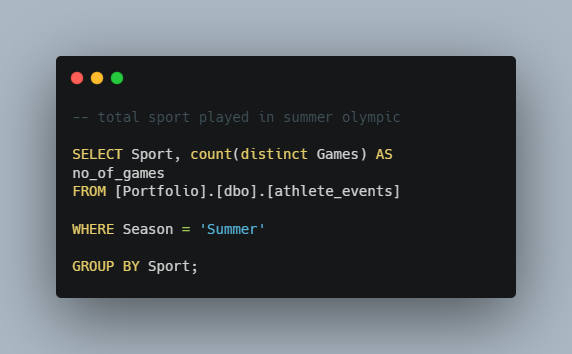 -- total sport played in summer olympic
SELECT Sport, count(distinct Games) AS
no_of_games
FROM [Portfolio].[dbo].[athlete_events]
WHERE Season = 'Summer'
GROUP BY Sport;